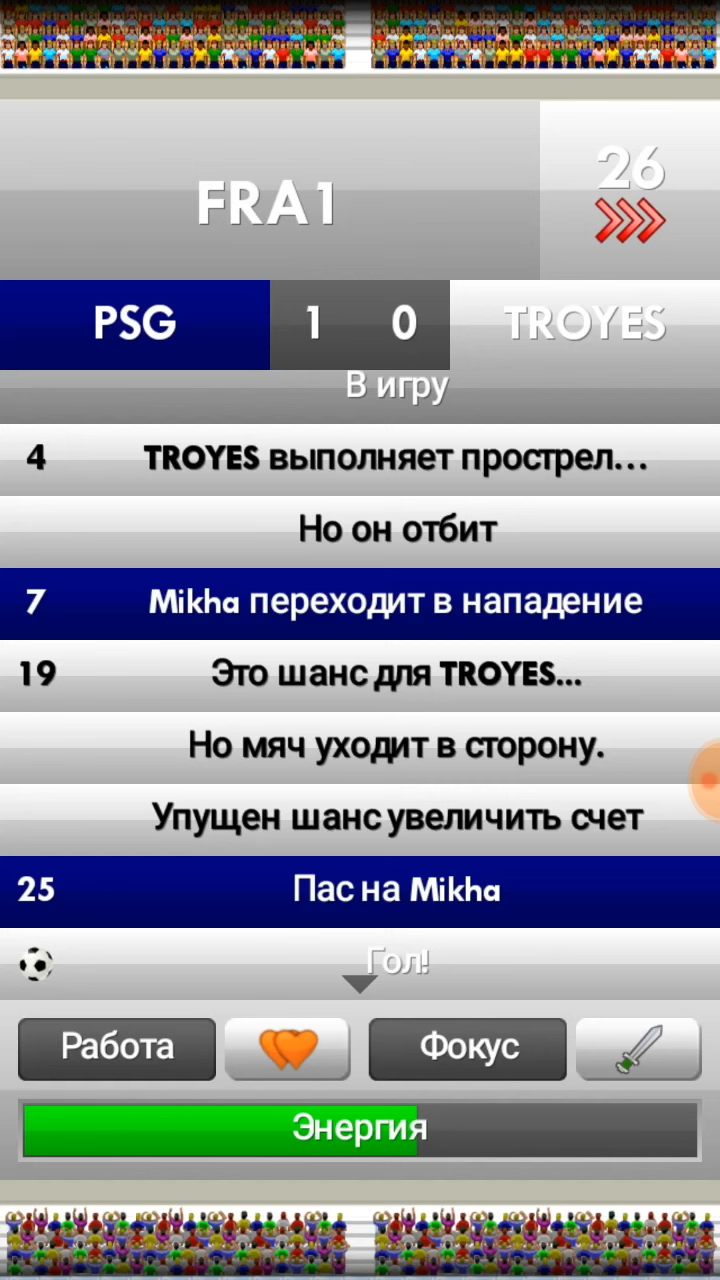 FRA1
26
PSG 1 0 TROYES
В игру
4 TROYES выполняет прострел...
Но он отбит
7 Mikha переходит в нападение
19 Это шанс для TROYES...
Но мяч уходит в сторону.
Упущен шанс увеличить счет
25 Пас на Mikha
Гол!
Работа Фокус
Энергия